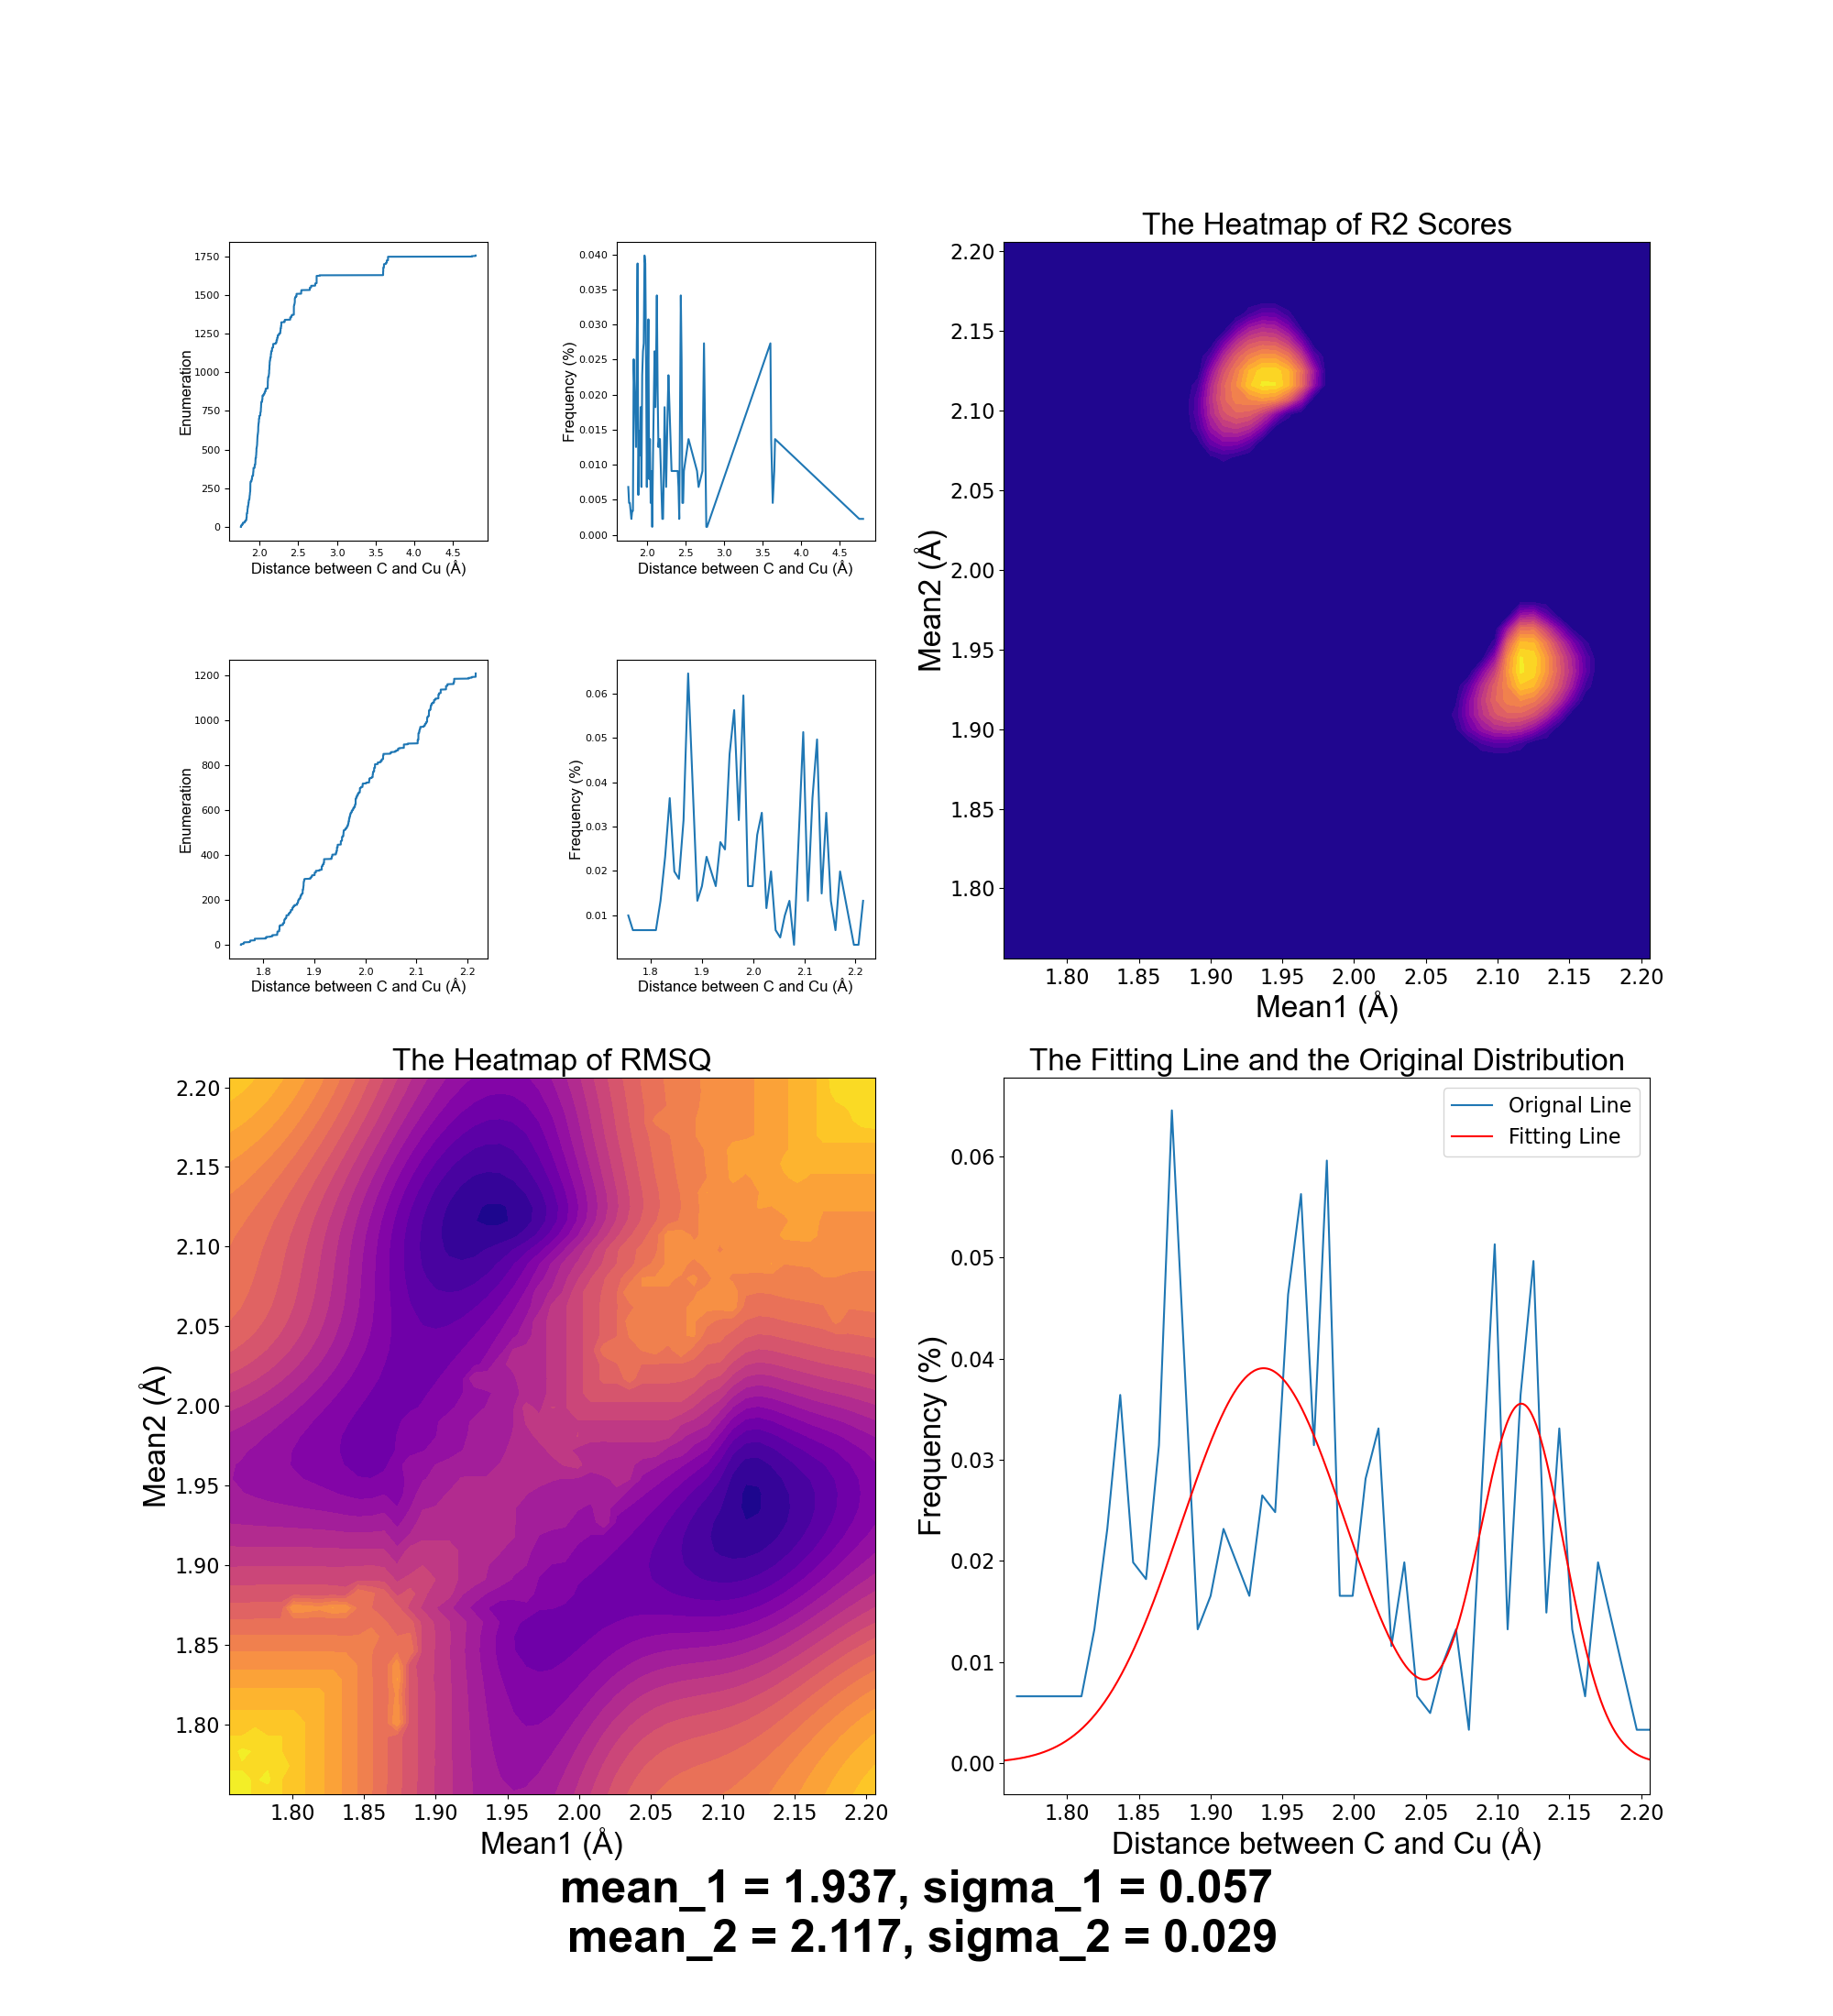 The Heatmap of R2 Scores
1750
1500
1250
1000
750
500
250
0
Enumeration
2.0 2.5 3.0 3.5 4.0 4.5
Distance between C and Cu (Å)
0.040
0.035
0.030
0.025
0.020
0.015
0.010
0.005
0.000
Frequency (%)
2.0 2.5 3.0 3.5 4.0 4.5
Distance between C and Cu (Å)
2.20
2.15
2.10
2.05
2.00
1.95
1.90
1.85
1.80
Mean2 (Å)
1.80 1.85 1.90 1.95 2.00 2.05 2.10 2.15 2.20
Mean1 (Å)
1200
1000
800
600
400
200
0
Enumeration
1.8 1.9 2.0 2.1 2.2
Distance between C and Cu (Å)
0.06
0.05
0.04
0.03
0.02
0.01
Frequency (%)
1.8 1.9 2.0 2.1 2.2
Distance between C and Cu (Å)
The Heatmap of RMSQ
2.20
2.15
2.10
2.05
2.00
1.95
1.90
1.85
1.80
Mean2 (Å)
1.80 1.85 1.90 1.95 2.00 2.05 2.10 2.15 2.20
Mean1 (Å)
The Fitting Line and the Original Distribution
Orignal Line
Fitting Line
0.06
0.05
0.04
0.03
0.02
0.01
0.00
Frequency (%)
1.80 1.85 1.90 1.95 2.00 2.05 2.10 2.15 2.20
Distance between C and Cu (Å)
mean_1 = 1.937, sigma_1 = 0.057
mean_2 = 2.117, sigma_2 = 0.029